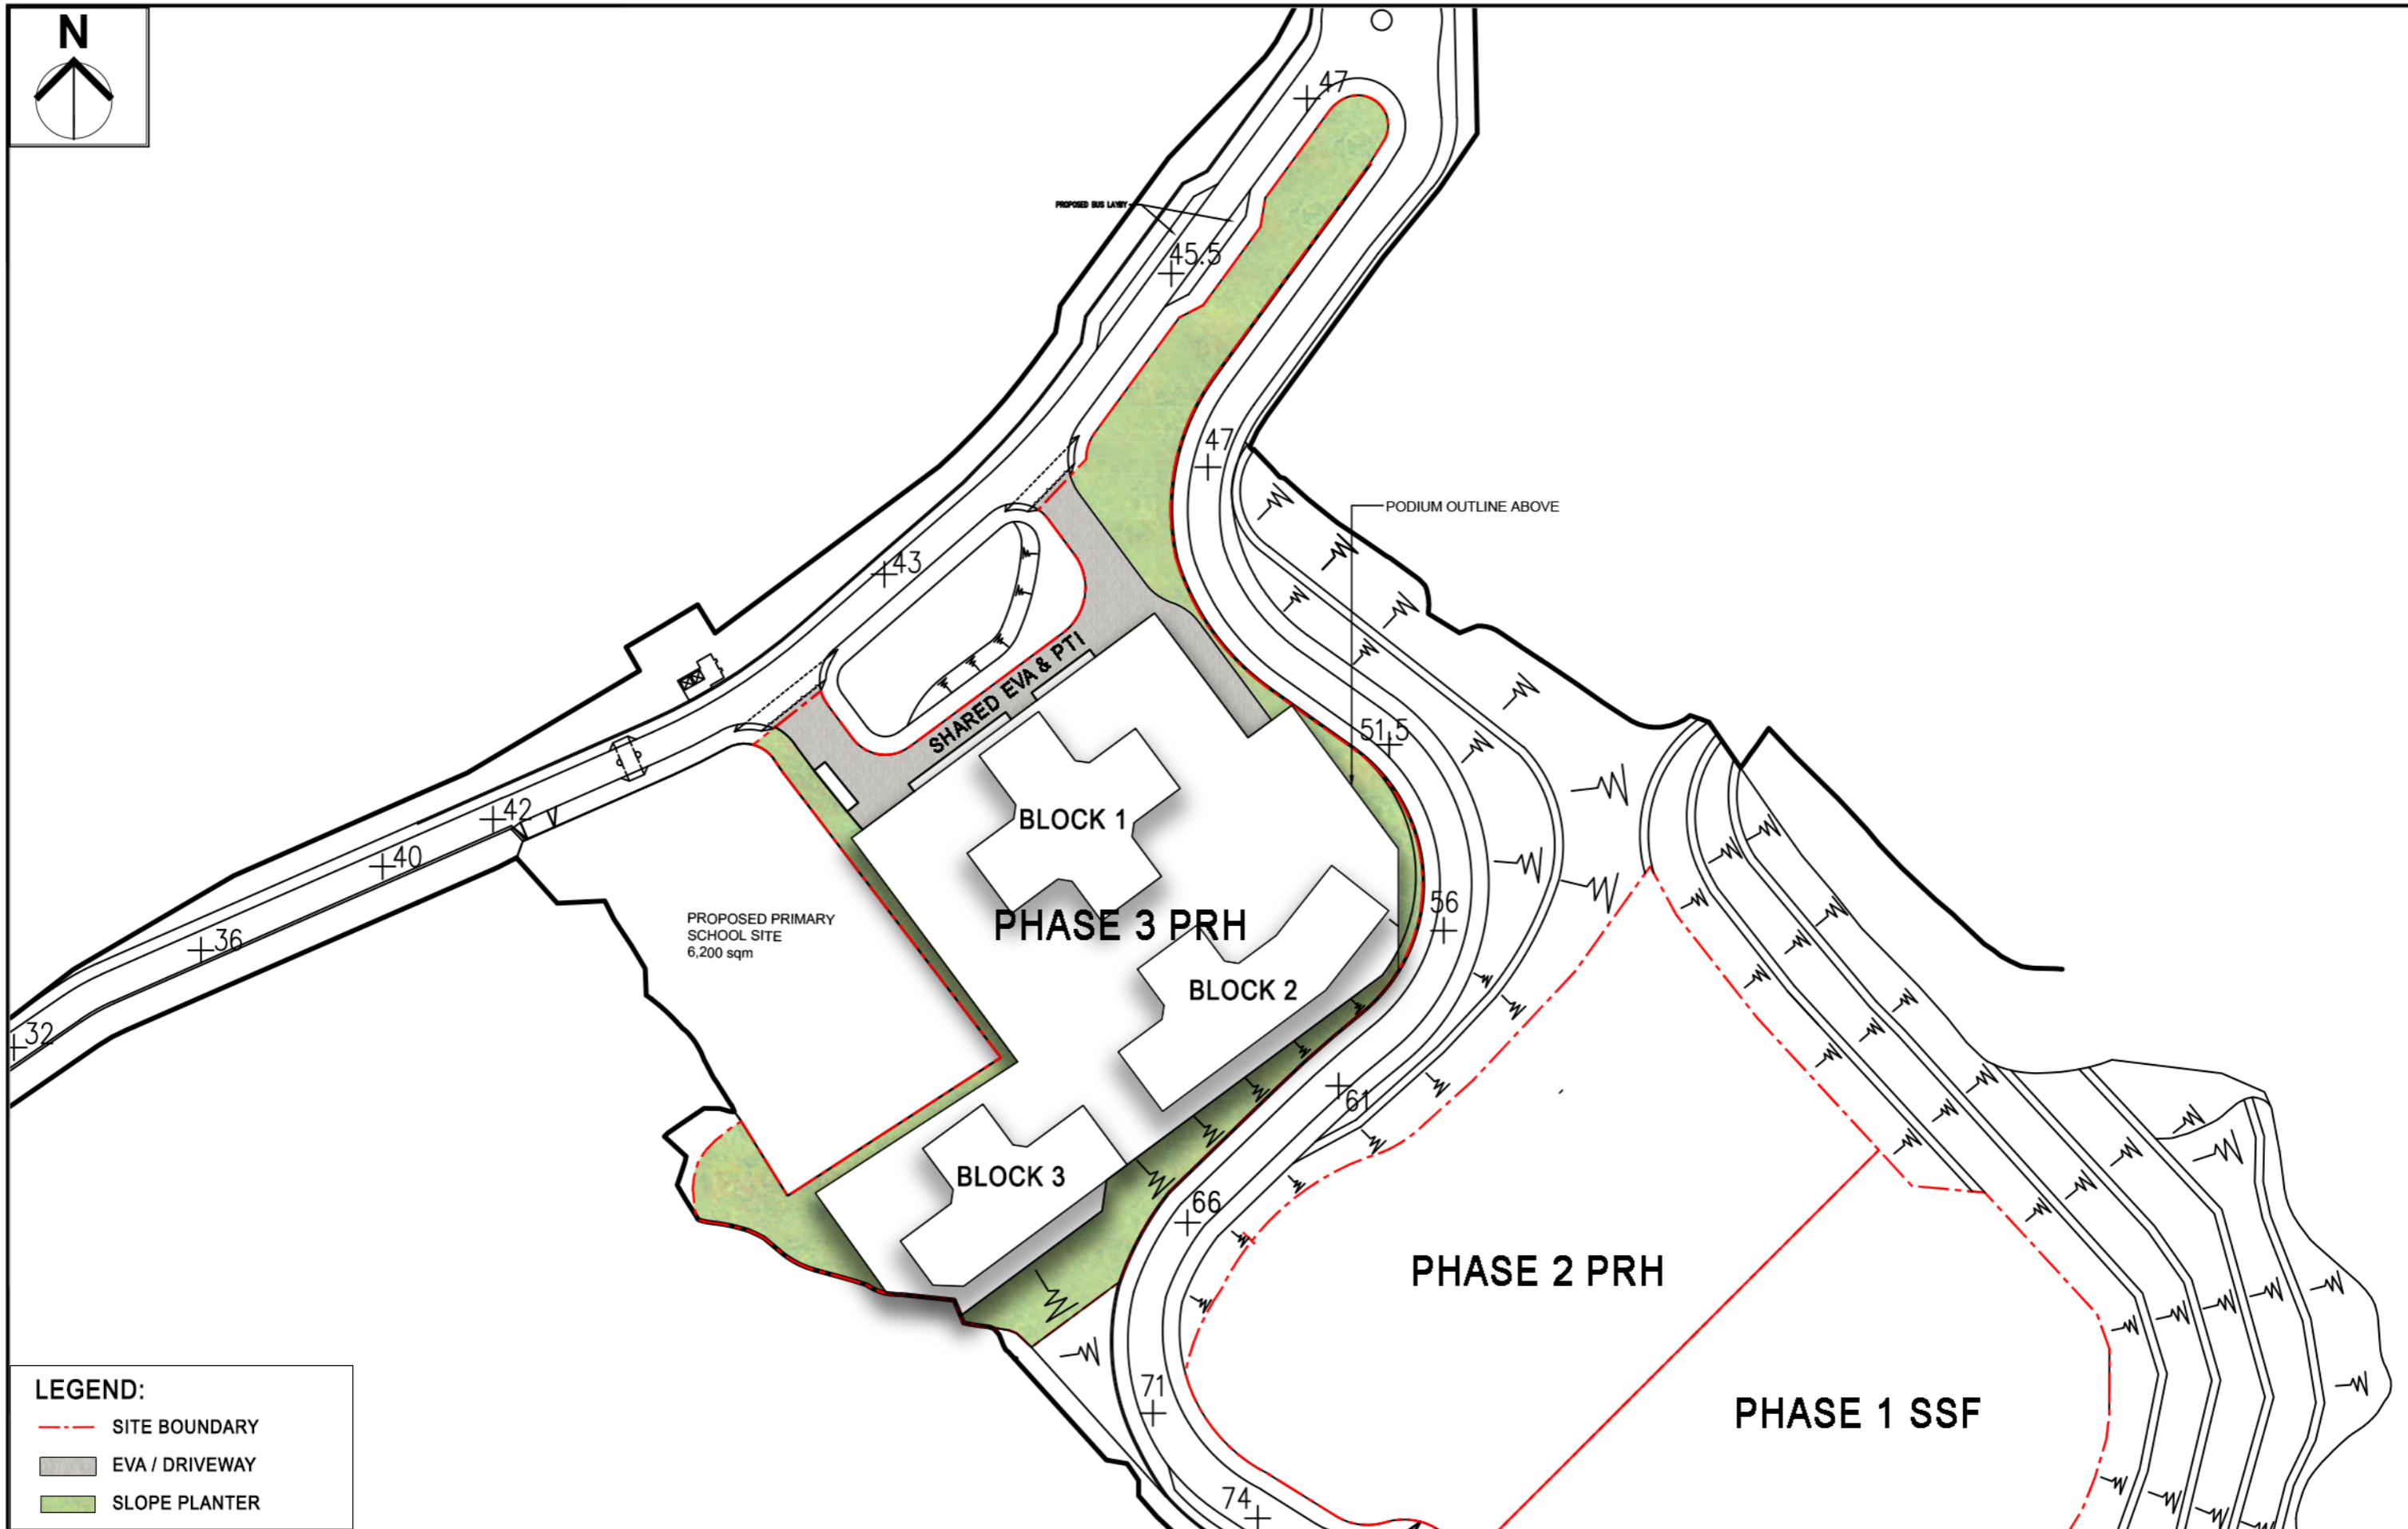 N
47
PROPOSED BUS LAYBY
45.5
47
PODIUM OUTLINE ABOVE
43
SHARED EVA & PTI
51.5
42
BLOCK 1
40
56
PROPOSED PRIMARY
SCHOOL SITE
6,200 sqm
PHASE 3 PRH
36
BLOCK 2
32
61
BLOCK 3
66
PHASE 2 PRH
71
PHASE 1 SSF
74
LEGEND:
SITE BOUNDARY
EVA / DRIVEWAY
SLOPE PLANTER